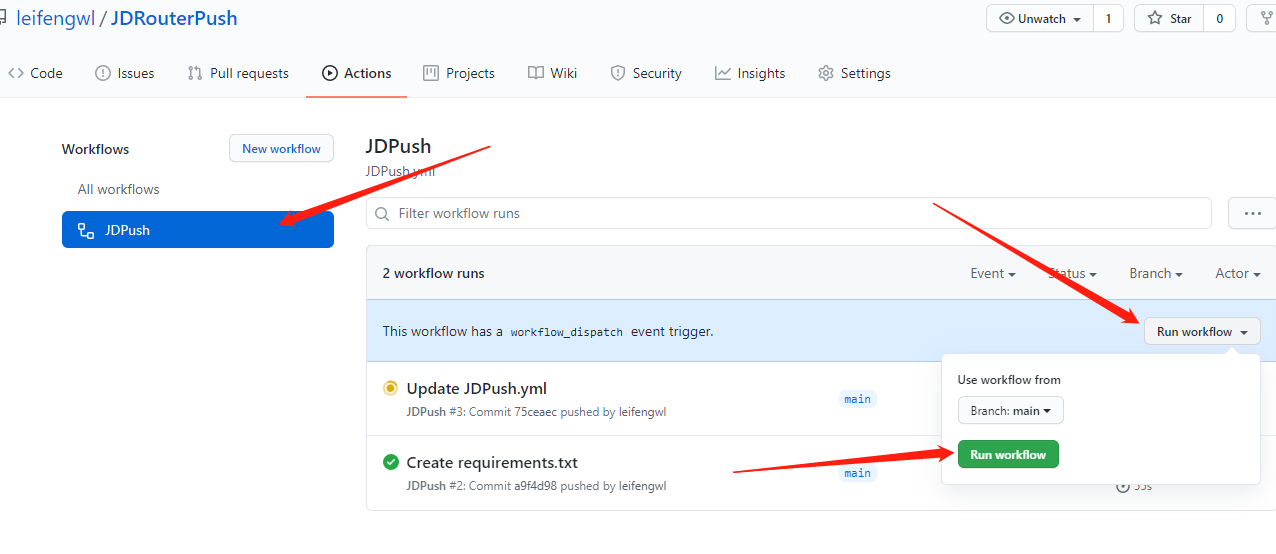 leifengwl / JDRouterPush
Unwatch 1 Star 0
Code Issues Pull requests Actions Projects Wiki Security Insights Settings
Workflows New workflow
All workflows
JDPush
JDPush
JDPush.yml
Filter workflow runs
2 workflow runs Event Status Branch Actor
This workflow has a workflow_dispatch event trigger. Run workflow
Use workflow from
Branch: main
Run workflow
Update JDPush.yml main
JDPush #3: Commit 75ceaec pushed by leifengwl
Create requirements.txt main
JDPush #2: Commit a9f4d98 pushed by leifengwl